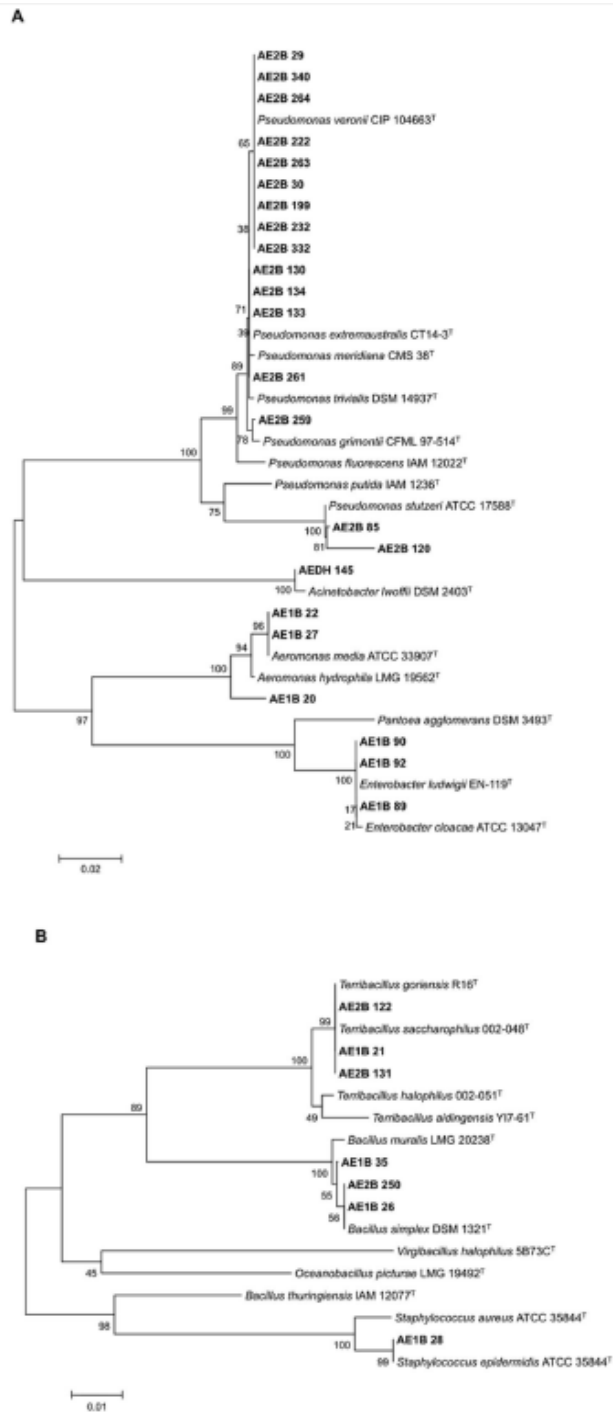 A
AE2B 29
AE2B 340
AE2B 264
Pseudomonas veronii CIP 104663T
AE2B 222
65
AE2B 263
AE2B 30
AE2B 199
38
AE2B 232
AE2B 332
AE2B 130
AE2B 134
71
AE2B 133
39
Pseudomonas extremaustralis CT14-3T
Pseudomonas meridiana CMS 38T
89
AE2B 261
Pseudomonas trivialis DSM 14937T
99
AE2B 259
78
Pseudomonas grimontii CFML 97-514T
100
Pseudomonas fluorescens IAM 12022T
Pseudomonas putida IAM 1236T
75
Pseudomonas stutzeri ATCC 17588T
100
AE2B 85
81
AE2B 120
AEDH 145
100
Acinetobacter lwoffii DSM 2403T
AE1B 22
96
AE1B 27
94
Aeromonas media ATCC 33907T
100
Aeromonas hydrophila LMG 19562T
AE1B 20
97
Pantoea agglomerans DSM 3493T
100
AE1B 90
AE1B 92
100
Enterobacter ludwigii EN-119T
17
AE1B 89
21
Enterobacter cloacae ATCC 13047T
0.02
B
Terribacillus goriensis R16T
AE2B 122
99
Terribacillus saccharophilus 002-048T
AE1B 21
100
AE2B 131
Terribacillus halophilus 002-051T
89
49
Terribacillus aidingensis YI7-61T
Bacillus muralis LMG 20238T
AE1B 35
100
AE2B 250
55
AE1B 26
56
Bacillus simplex DSM 1321T
Virgibacillus halophilus 5B73CT
45
Oceanobacillus picturae LMG 19492T
Bacillus thuringiensis IAM 12077T
98
Staphylococcus aureus ATCC 35844T
100
AE1B 28
99
Staphylococcus epidermidis ATCC 35844T
0.01